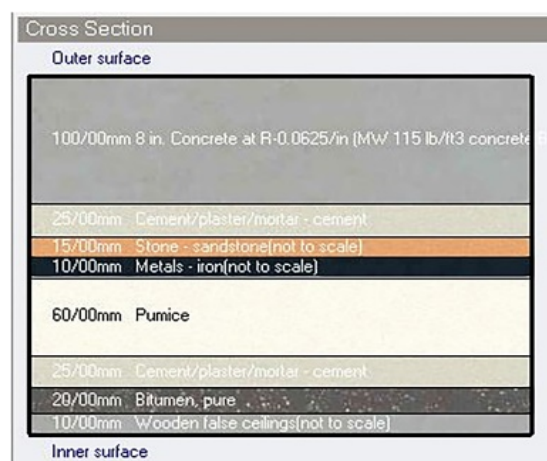 Cross Section
Outer surface
100/00mm 8 in. Concrete at R-0.0625/in (MW 115 lb/ft3 concrete
25/00mm Cement/plaster/mortar - cement
15/00mm Stone - sandstone(not to scale)
10/00mm Metals - iron(not to scale)
60/00mm Pumice
25/00mm Cement/plaster/mortar - cement
20/00mm Bitumen, pure
10/00mm Wooden false ceilings(not to scale)
Inner surface